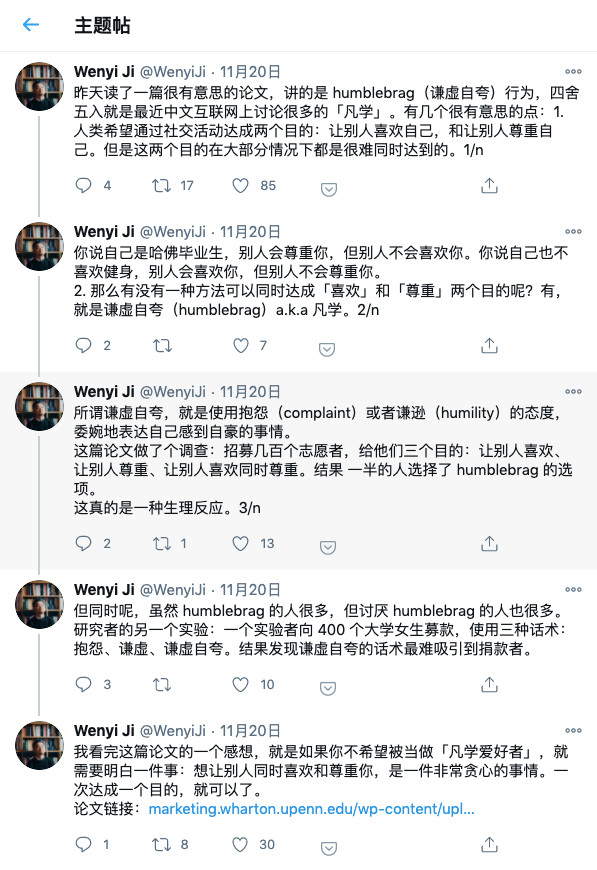 主题帖
Wenyi Ji @WenyiJi · 11月20日
昨天读了一篇很有意思的论文，讲的是 humblebrag（谦虚自夸）行为，四舍
五入就是最近中文互联网上讨论很多的「凡学」。有几个很有意思的点：1.
人类希望通过社交活动达成两个目的：让别人喜欢自己，和让别人尊重自
己。但是这两个目的在大部分情况下都是很难同时达到的。1/n
4 17 85
Wenyi Ji @WenyiJi · 11月20日
你说自己是哈佛毕业生，别人会尊重你，但别人不会喜欢你。你说自己也不
喜欢健身，别人会喜欢你，但别人不会尊重你。
2. 那么有没有一种方法可以同时达成「喜欢」和「尊重」两个目的呢？有，
就是谦虚自夸（humblebrag）a.k.a 凡学。2/n
2 7
Wenyi Ji @WenyiJi · 11月20日
所谓谦虚自夸，就是使用抱怨（complaint）或者谦逊（humility）的态度，
委婉地表达自己感到自豪的事情。
这篇论文做了个调查：招募几百个志愿者，给他们三个目的：让别人喜欢、
让别人尊重、让别人喜欢同时尊重。结果 一半的人选择了 humblebrag 的选
项。
这真的是一种生理反应。3/n
2 1 13
Wenyi Ji @WenyiJi · 11月20日
但同时呢，虽然 humblebrag 的人很多，但讨厌 humblebrag 的人也很多。
研究者的另一个实验：一个实验者向 400 个大学女生募款，使用三种话术：
抱怨、谦虚、谦虚自夸。结果发现谦虚自夸的话术最难吸引到捐款者。
3 10
Wenyi Ji @WenyiJi · 11月20日
我看完这篇论文的一个感想，就是如果你不希望被当做「凡学爱好者」，就
需要明白一件事：想让别人同时喜欢和尊重你，是一件非常贪心的事情。一
次达成一个目的，就可以了。
论文链接：marketing.wharton.upenn.edu/wp-content/upl...
1 8 30